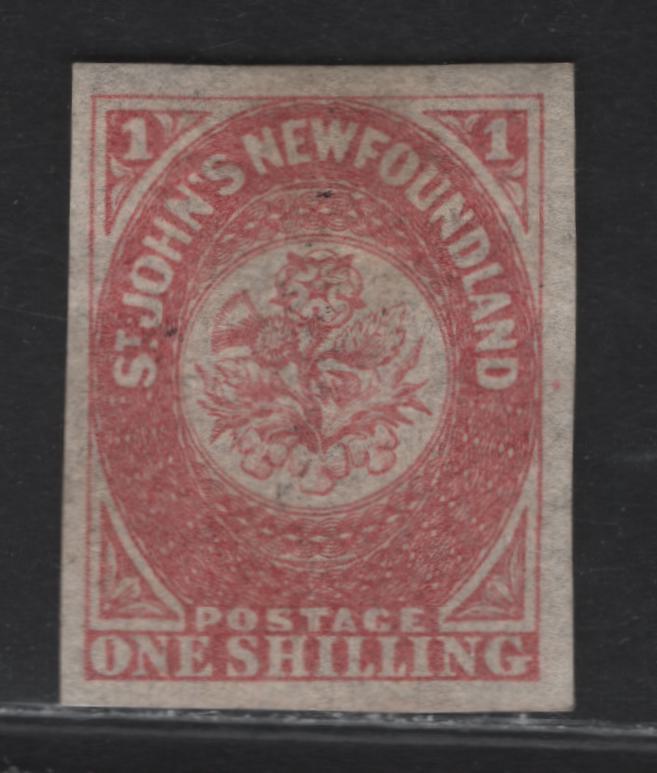 1 1
ST. JOHN'S NEWFOUNDLAND
POSTAGE
ONE SHILLING